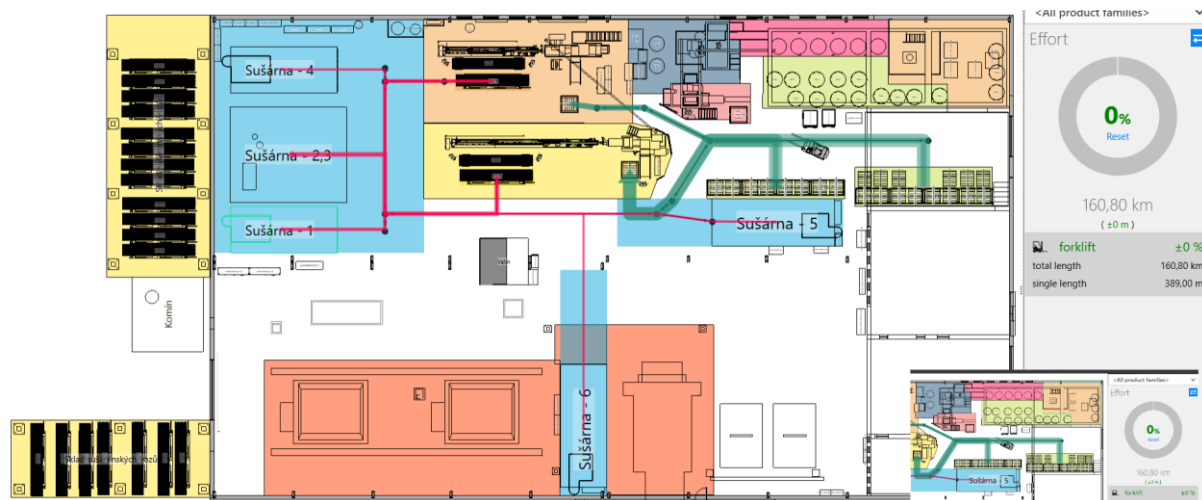 <All product families>
Effort
0%
Reset
160,80 km
( ±0 m )
forklift ±0 %
total length 160,80 km
single length 389,00 m
Sušárna - 4
Sušárna - 2,3
Sušárna - 1
Sušárna - 5
Sušárna - 6
Komín
<All product families>
Effort
0%
Reset
Sušárna - 5
160,80 km
(±0 m)
forklift ±0 %